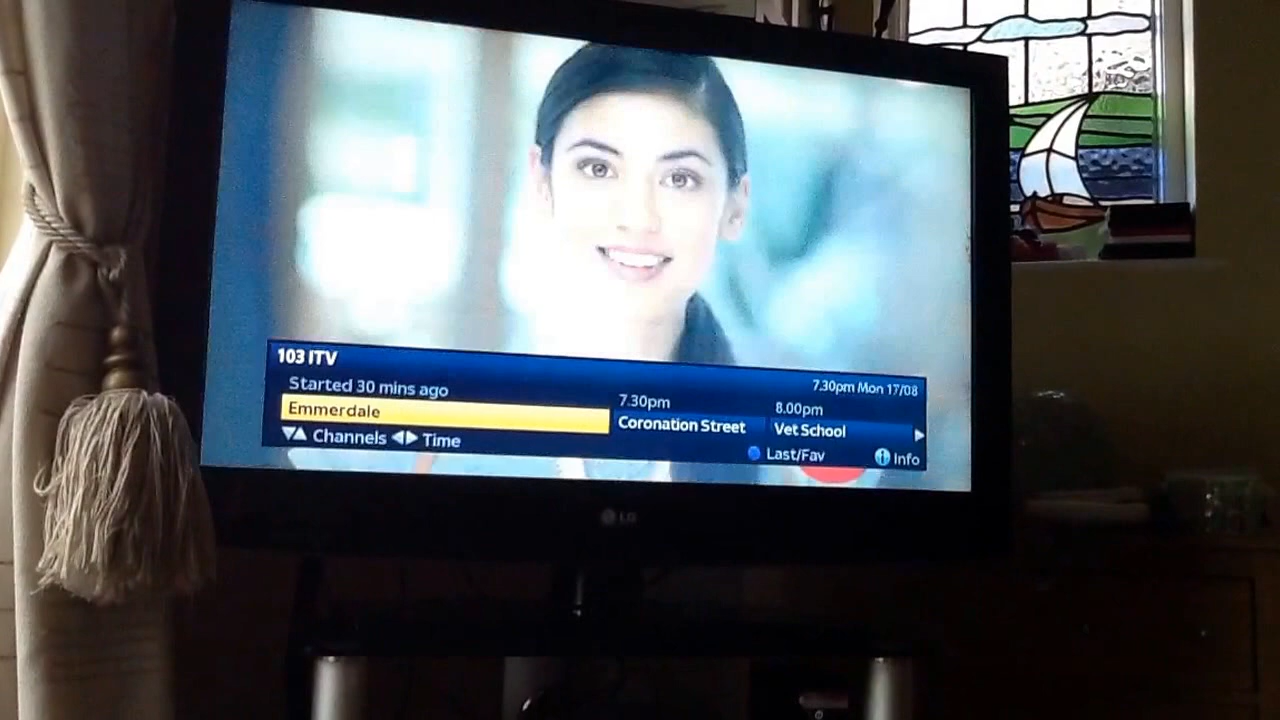 103 ITV
7.30pm Mon 17/08
Started 30 mins ago
7.30pm
8.00pm
Emmerdale
Coronation Street
Vet School
Channels
Time
Last/Fav
i Info
LG